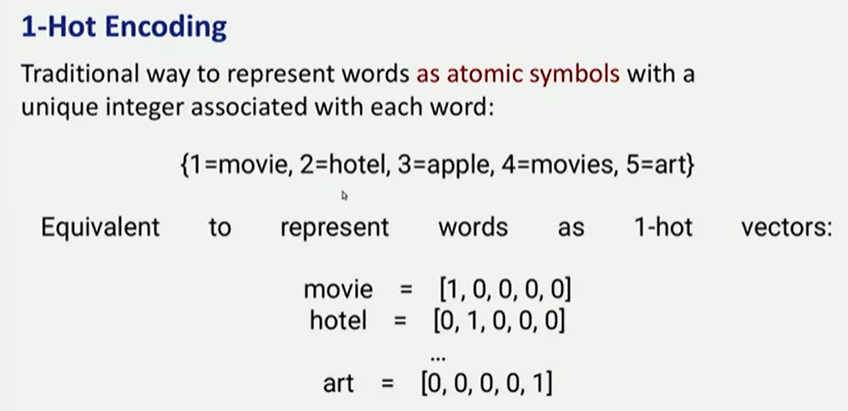 1-Hot Encoding
Traditional way to represent words as atomic symbols with a
unique integer associated with each word:
{1=movie, 2=hotel, 3=apple, 4=movies, 5=art}
Equivalent to represent words as 1-hot vectors:
movie = [1, 0, 0, 0, 0]
hotel = [0, 1, 0, 0, 0]
...
art = [0, 0, 0, 0, 1]